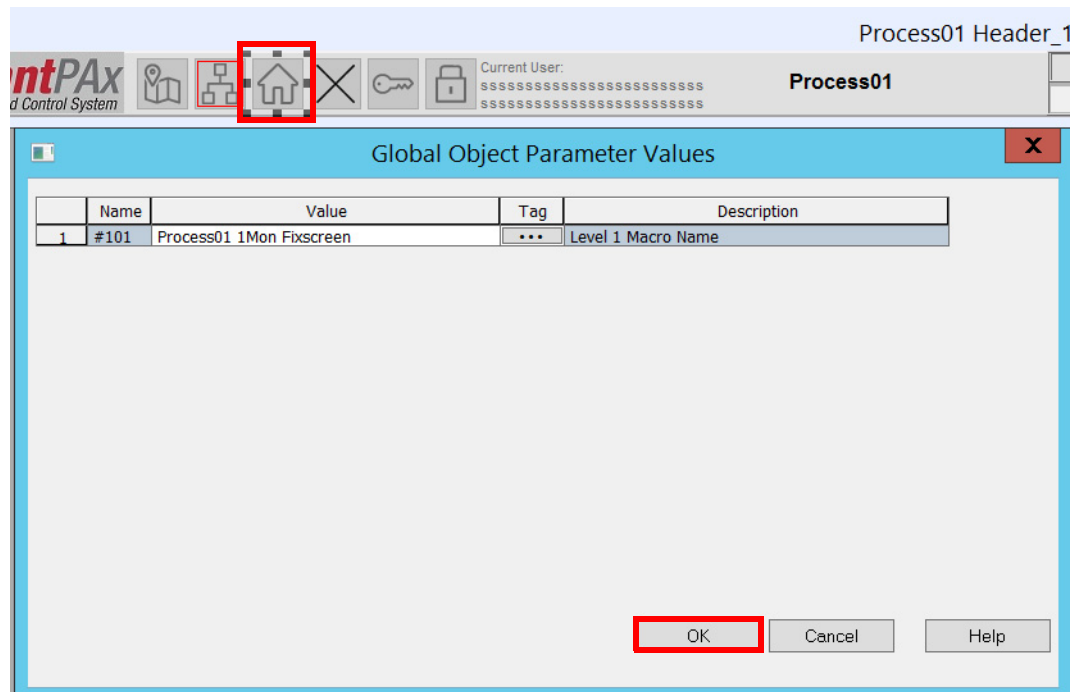 Process01 Header_1
ntPAx
d Control System
Current User:
sssssssssssssssssssssssss
sssssssssssssssssssssssss
Process01
Global Object Parameter Values
X
Name Value Tag Description
1 #101 Process01 1Mon Fixscreen ... Level 1 Macro Name
OK Cancel Help